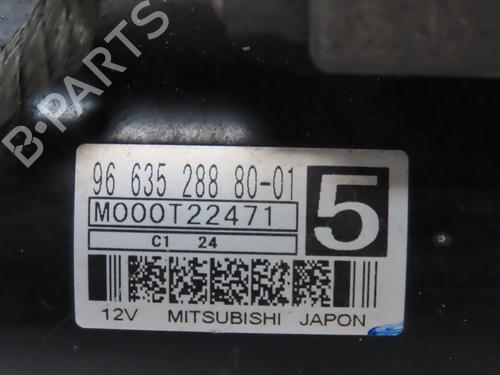 B-PARTS
96 635 288 80-01
M000T22471
5
C1 24
12V MITSUBISHI JAPON